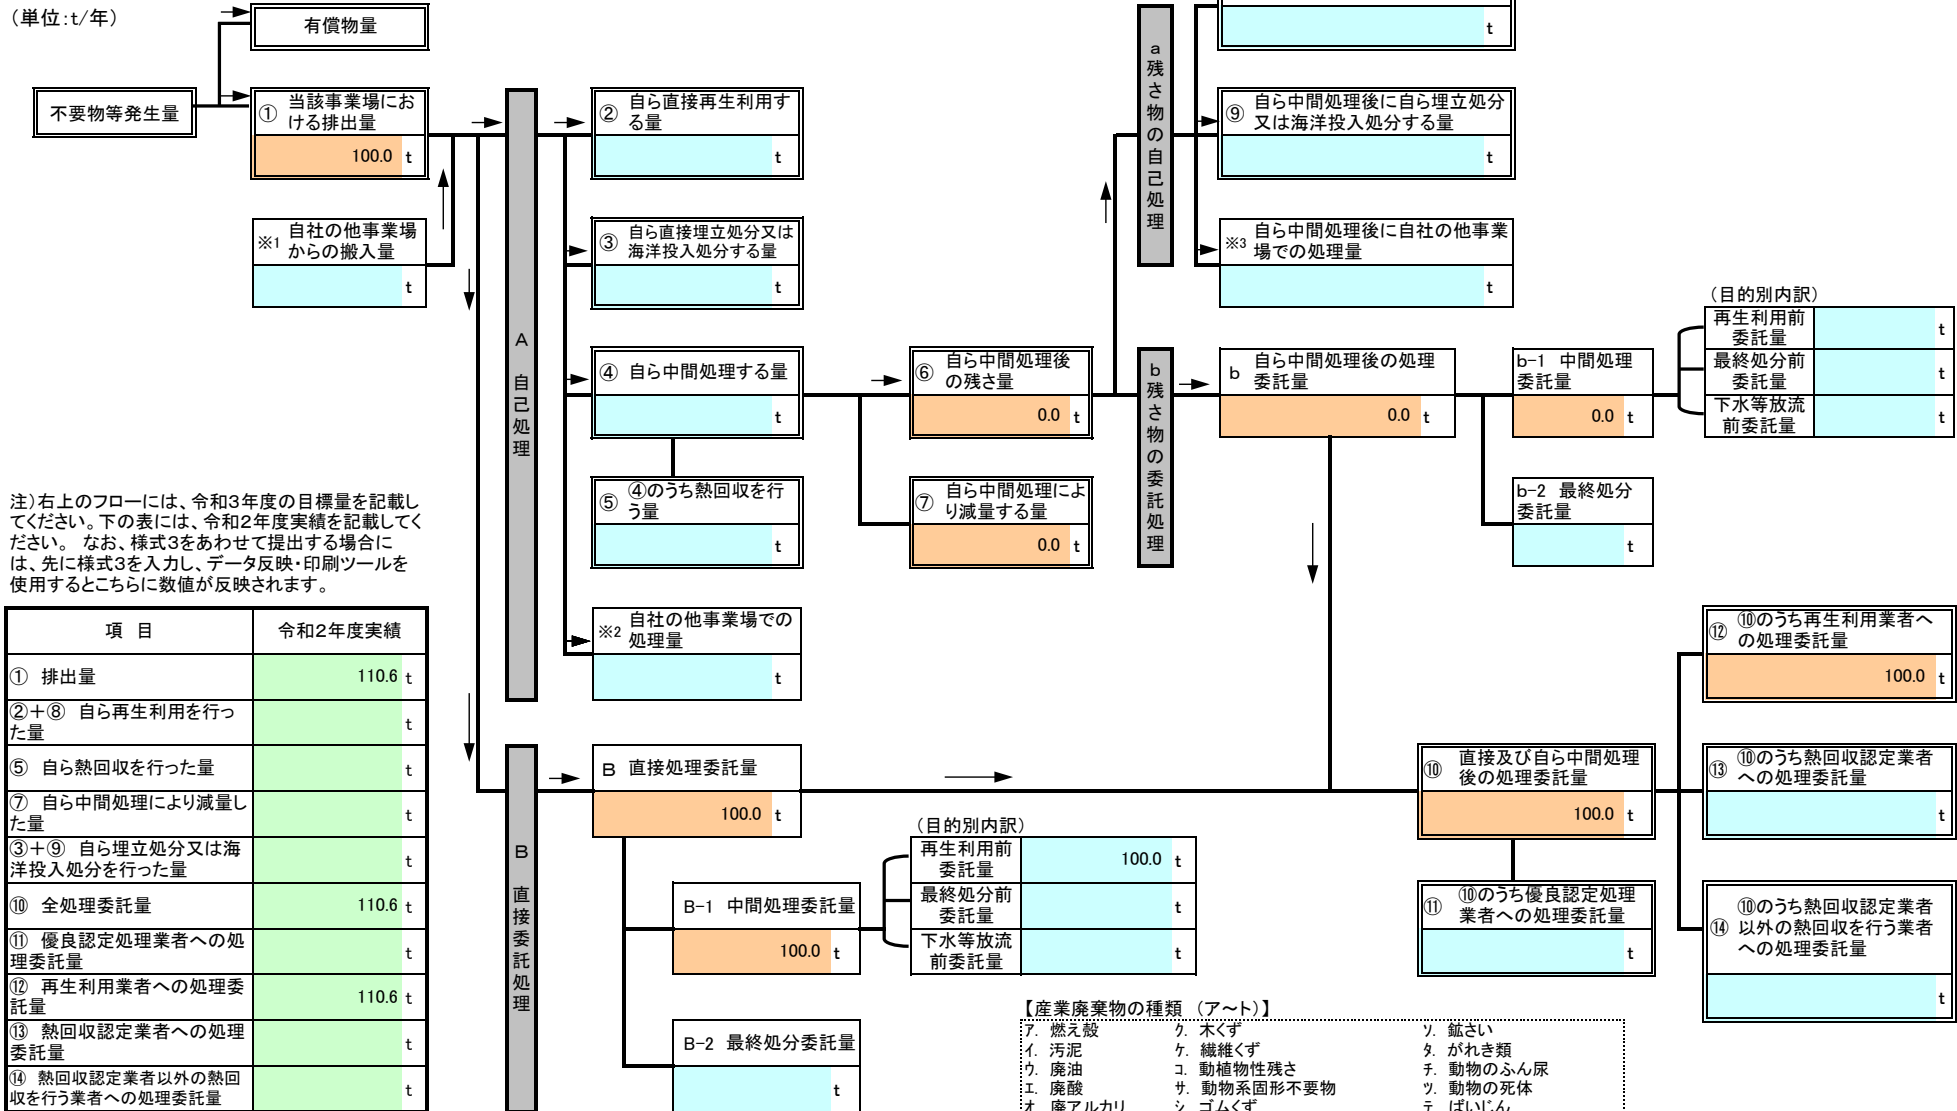 (単位:t/年)
有償物量
不要物等発生量
① 当該事業場にお
ける排出量
100.0 t
※1 自社の他事業場
からの搬入量
t
A 自己処理
② 自ら直接再生利用す
る量
t
③ 自ら直接埋立処分又は
海洋投入処分する量
t
④ 自ら中間処理する量
t
⑤ ④のうち熱回収を行
う量
t
※2 自社の他事業場での
処理量
t
⑥ 自ら中間処理後
の残さ量
0.0 t
⑦ 自ら中間処理によ
り減量する量
0.0 t
a残さ物の自己処理
t
⑨ 自ら中間処理後に自ら埋立処分
又は海洋投入処分する量
t
※3 自ら中間処理後に自社の他事業
場での処理量
t
b残さ物の委託処理
b 自ら中間処理後の処理
委託量
0.0 t
b-1 中間処理
委託量
0.0 t
(目的別内訳)
再生利用前
委託量 t
最終処分前
委託量 t
下水等放流
前委託量 t
b-2 最終処分
委託量
t
注)右上のフローには、令和3年度の目標量を記載し
てください。下の表には、令和2年度実績を記載してく
ださい。 なお、様式3をあわせて提出する場合に
は、先に様式3を入力し、データ反映・印刷ツールを
使用するとこちらに数値が反映されます。
項 目 令和2年度実績
① 排出量 110.6 t
②+⑧ 自ら再生利用を行っ
た量 t
⑤ 自ら熱回収を行った量 t
⑦ 自ら中間処理により減量し
た量 t
③+⑨ 自ら埋立処分又は海
洋投入処分を行った量 t
⑩ 全処理委託量 110.6 t
⑪ 優良認定処理業者への処
理委託量 t
⑫ 再生利用業者への処理委
託量 110.6 t
⑬ 熱回収認定業者への処理
委託量 t
⑭ 熱回収認定業者以外の熱回
収を行う業者への処理委託量 t
B 直接委託処理
B 直接処理委託量
100.0 t
B-1 中間処理委託量
100.0 t
(目的別内訳)
再生利用前
委託量 100.0 t
最終処分前
委託量 t
下水等放流
前委託量 t
B-2 最終処分委託量
t
⑩ 直接及び自ら中間処理
後の処理委託量
100.0 t
⑪ ⑩のうち優良認定処理
業者への処理委託量
t
⑫ ⑩のうち再生利用業者へ
の処理委託量
100.0 t
⑬ ⑩のうち熱回収認定業者
への処理委託量
t
⑭ ⑩のうち熱回収認定業者
以外の熱回収を行う業者
への処理委託量
t
【産業廃棄物の種類 (ア~ト)】
ア. 燃え殻 ク. 木くず ソ. 鉱さい
イ. 汚泥 ケ. 繊維くず タ. がれき類
ウ. 廃油 コ. 動植物性残さ チ. 動物のふん尿
エ. 廃酸 サ. 動物系固形不要物 ツ. 動物の死体
オ. 廃アルカリ シ. ゴムくず テ. ばいじん